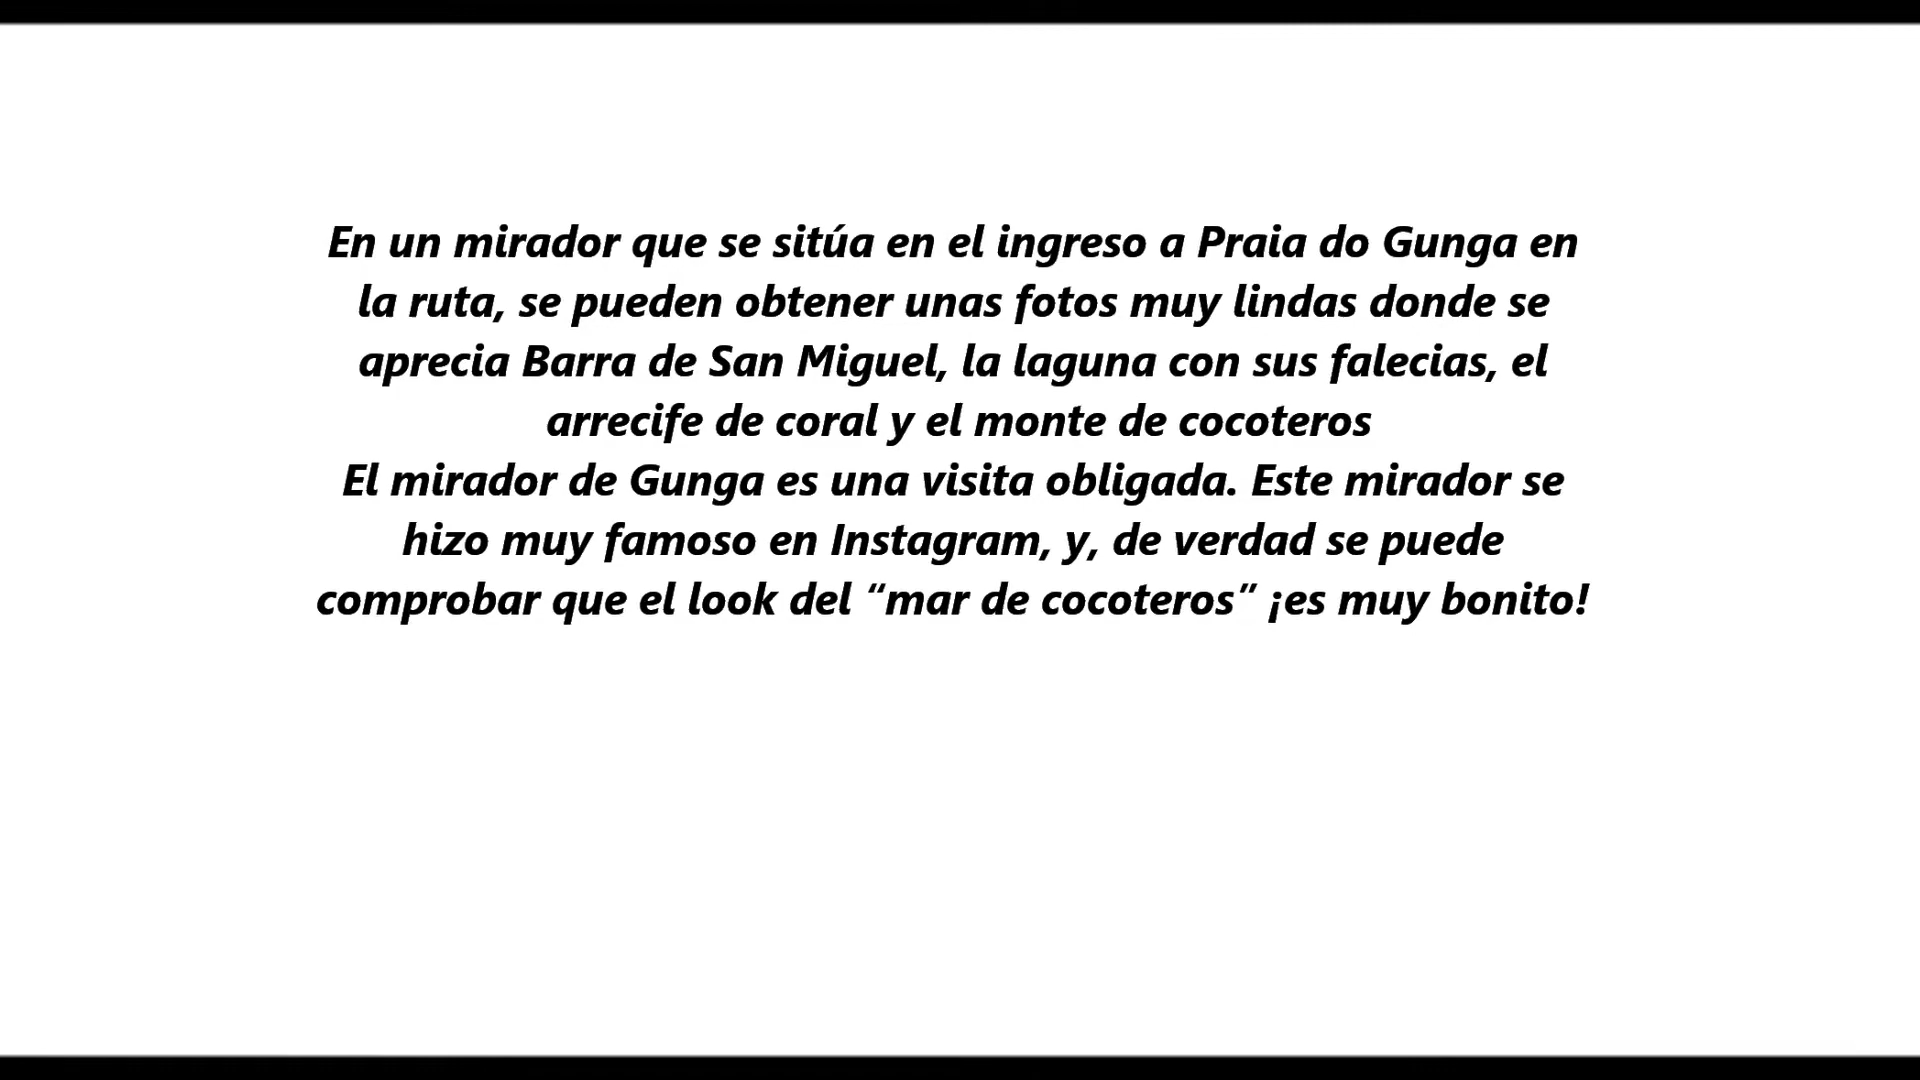 En un mirador que se sitúa en el ingreso a Praia do Gunga en
la ruta, se pueden obtener unas fotos muy lindas donde se
aprecia Barra de San Miguel, la laguna con sus falecias, el
arrecife de coral y el monte de cocoteros
El mirador de Gunga es una visita obligada. Este mirador se
hizo muy famoso en Instagram, y, de verdad se puede
comprobar que el look del “mar de cocoteros” ¡es muy bonito!